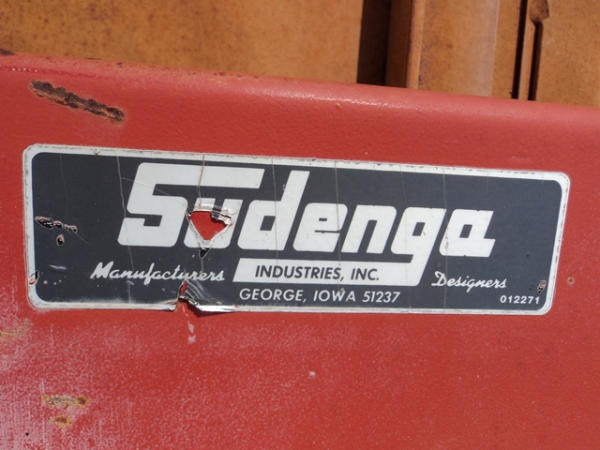 Sudenga
Manufacturers INDUSTRIES, INC. Designers
GEORGE, IOWA 51237 012271